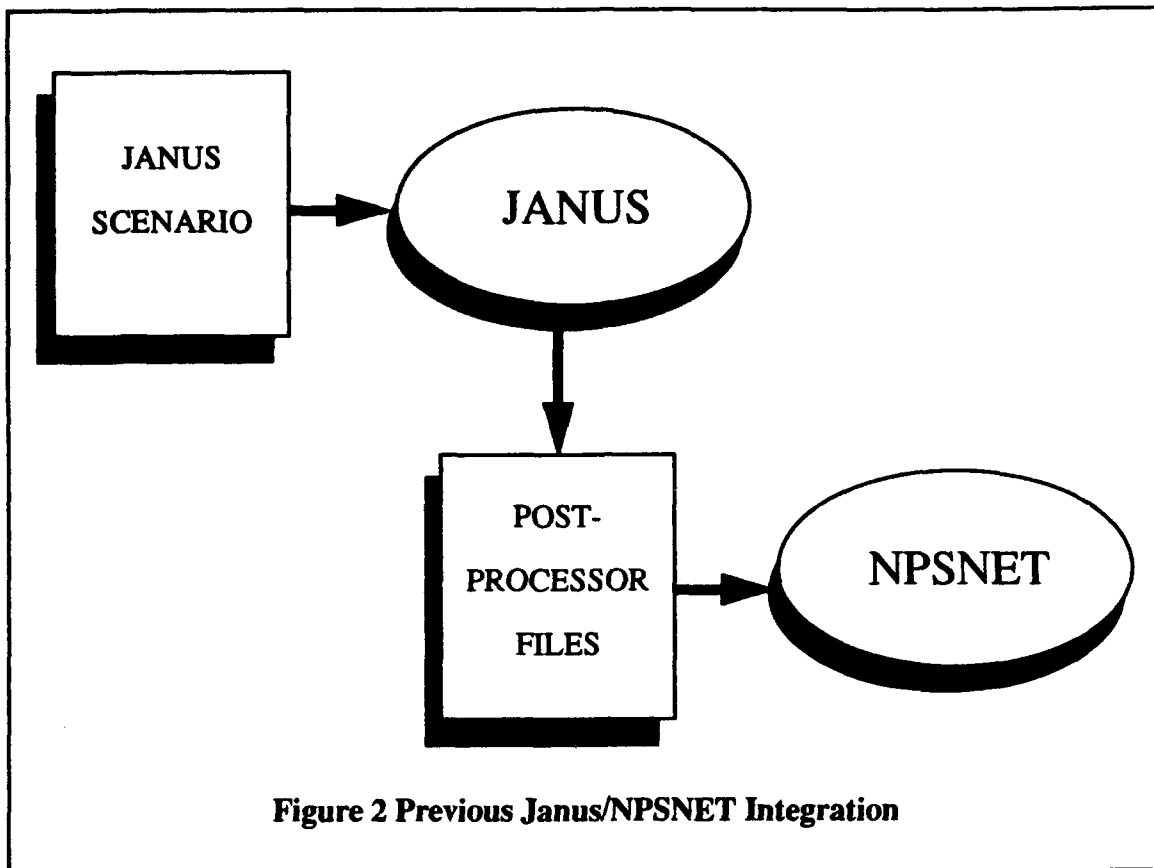 JANUS
SCENARIO
JANUS
POST-
PROCESSOR
FILES
NPSNET
Figure 2 Previous Janus/NPSNET Integration